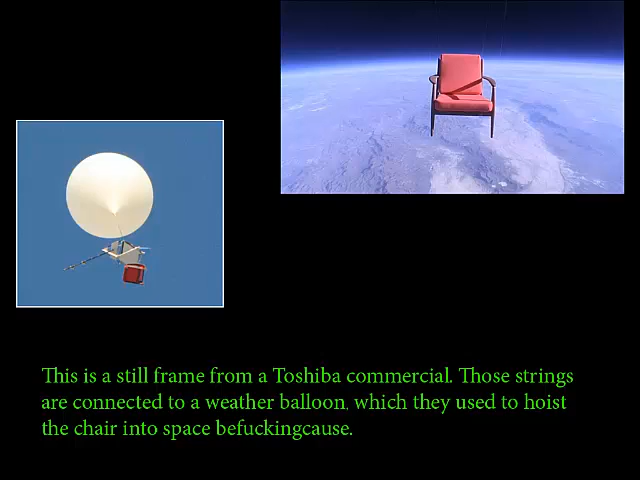 This is a still frame from a Toshiba commercial. Those strings
are connected to a weather balloon, which they used to hoist
the chair into space befuckingcause.